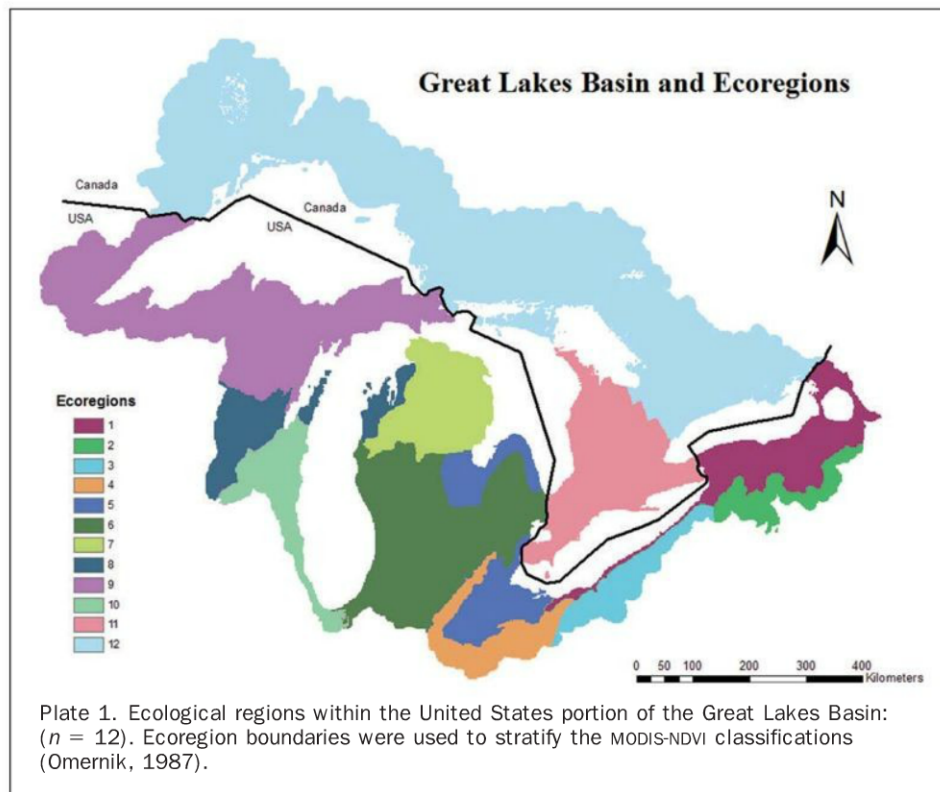 Great Lakes Basin and Ecoregions
Canada
USA
Canada
USA
N
Ecoregions
1
2
3
4
5
6
7
8
9
10
11
12
0 50 100 200 300 400
Kilometers
Plate 1. Ecological regions within the United States portion of the Great Lakes Basin:
(n = 12). Ecoregion boundaries were used to stratify the MODIS-NDVI classifications
(Omernik, 1987).